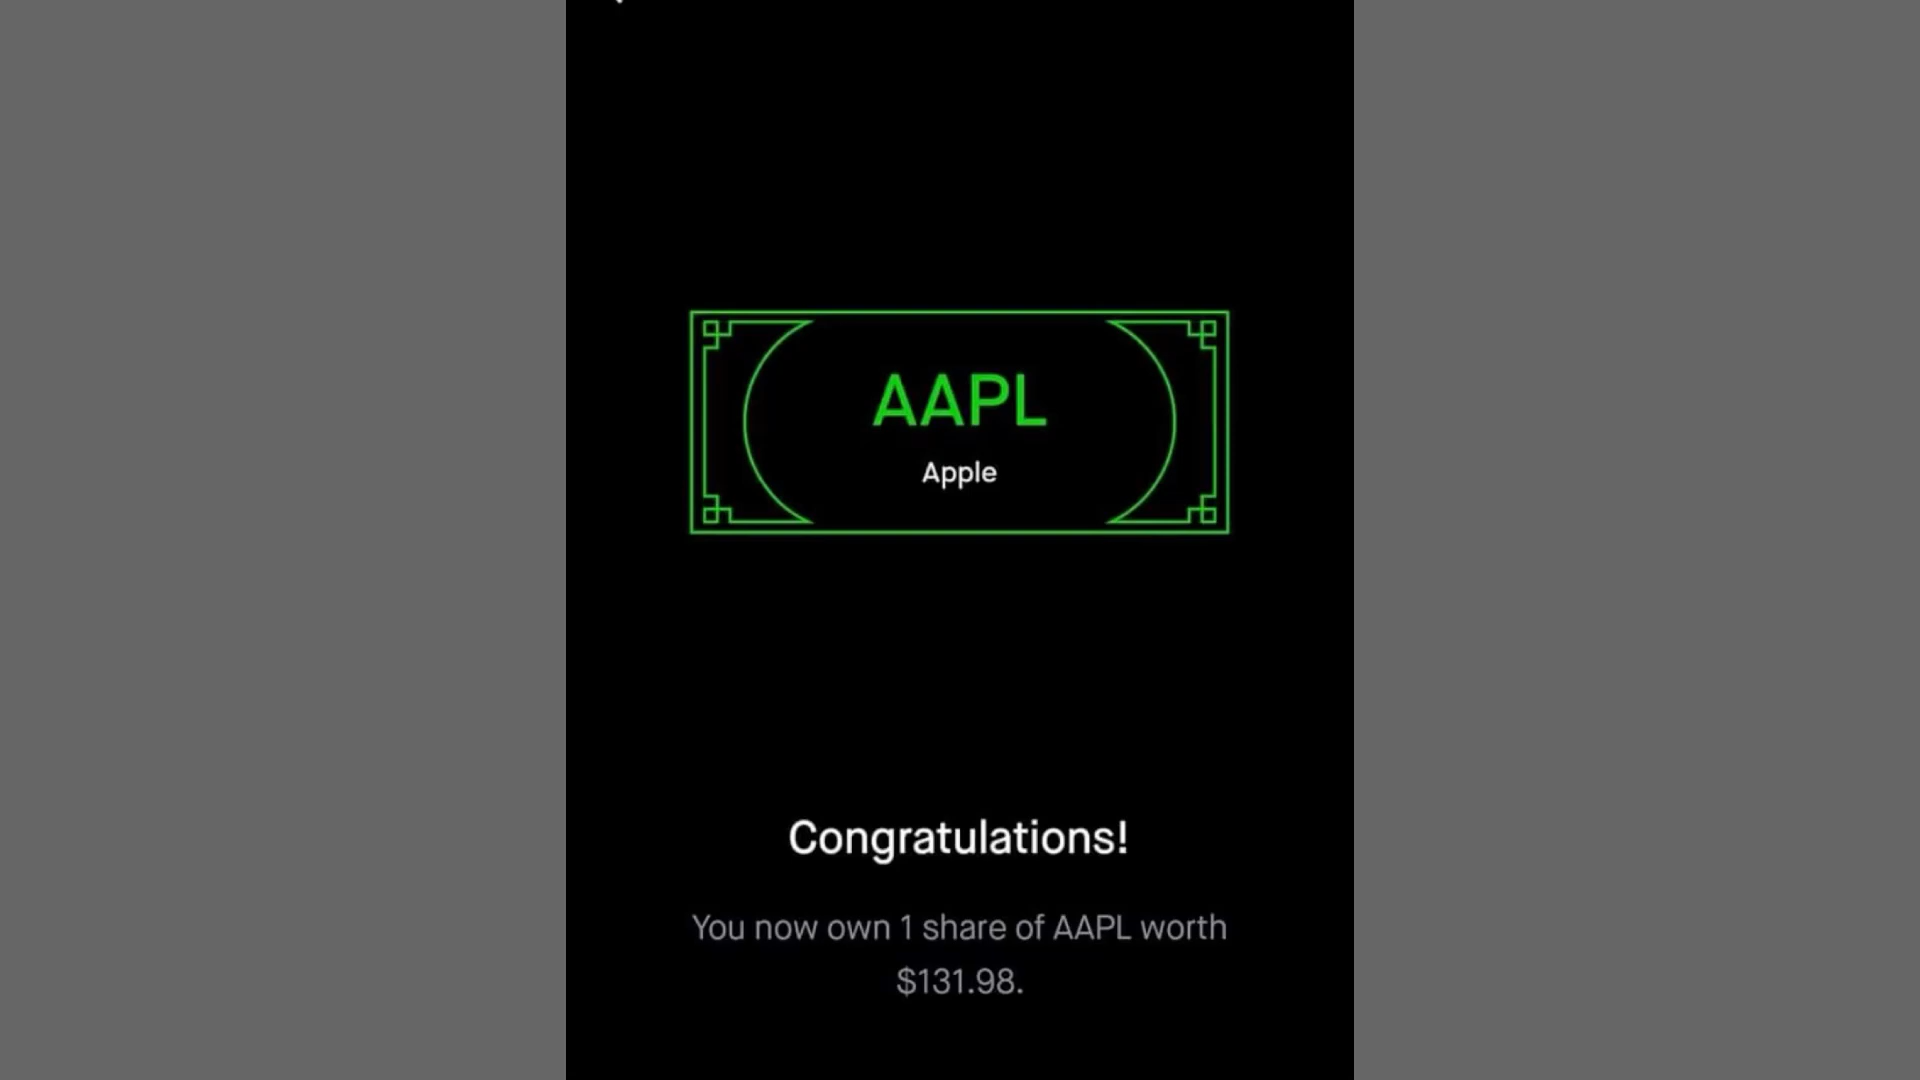 AAPL
Apple
Congratulations!
You now own 1 share of AAPL worth
$131.98.